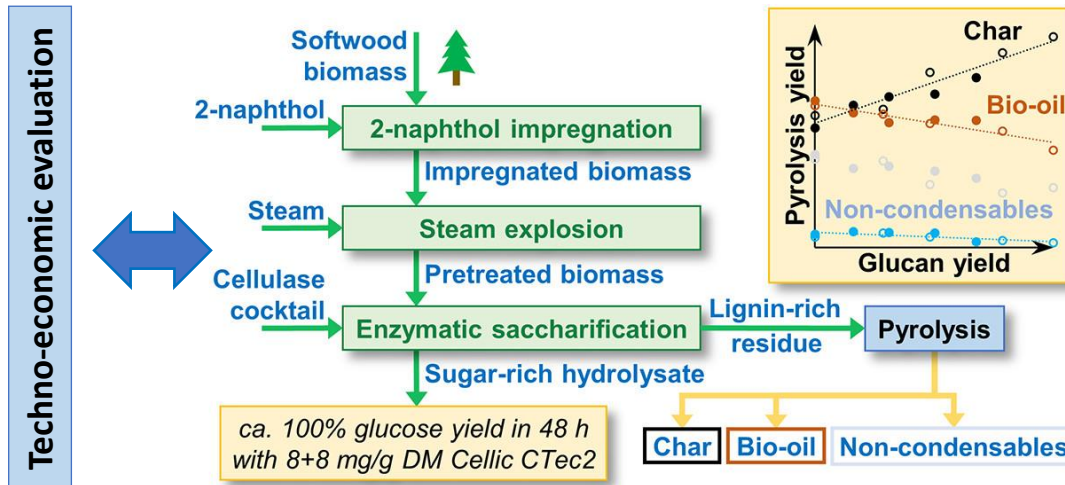 Techno-economic evaluation
Softwood
biomass
2-naphthol
2-naphthol impregnation
Impregnated biomass
Steam
Steam explosion
Pretreated biomass
Cellulase
cocktail
Enzymatic saccharification
Lignin-rich
residue
Pyrolysis
Sugar-rich hydrolysate
ca. 100% glucose yield in 48 h
with 8+8 mg/g DM Cellic CTec2
Char
Bio-oil
Non-condensables
Pyrolysis yield
Char
Bio-oil
Non-condensables
Glucan yield